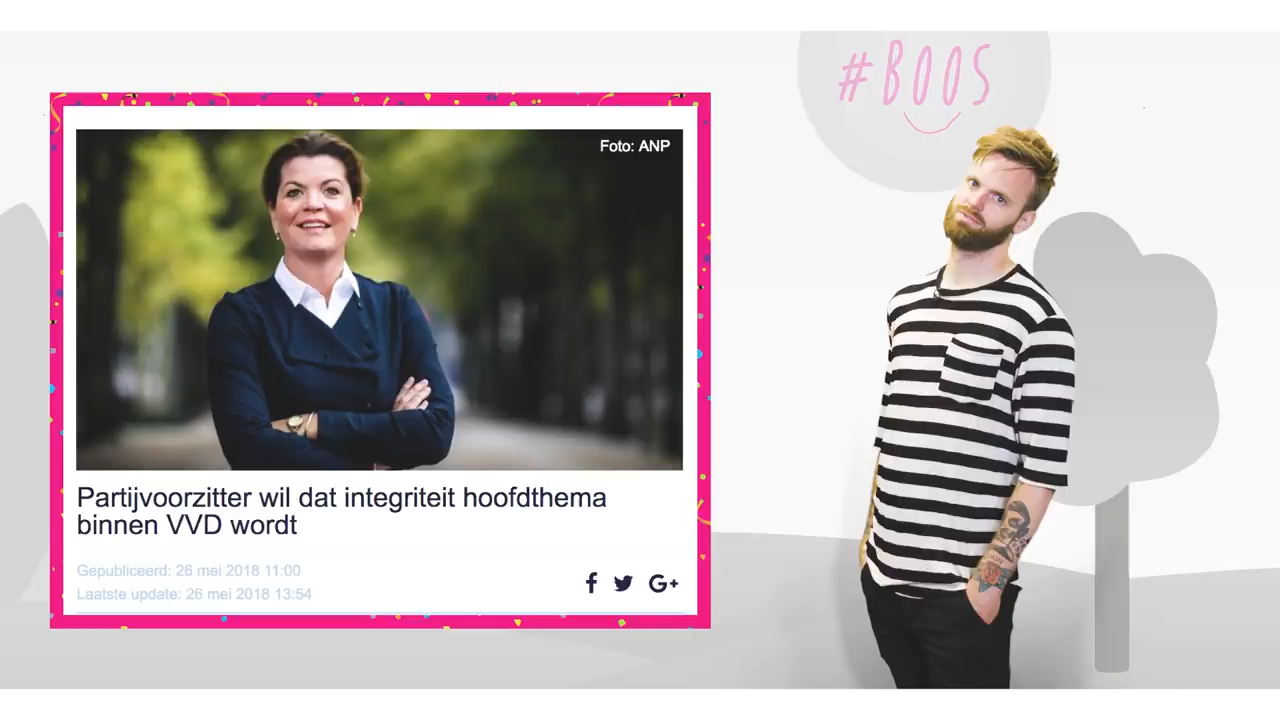 #BOOS
Foto: ANP
Partijvoorzitter wil dat integriteit hoofdthema
binnen VVD wordt
Gepubliceerd: 26 mei 2018 11:00
Laatste update: 26 mei 2018 13:54